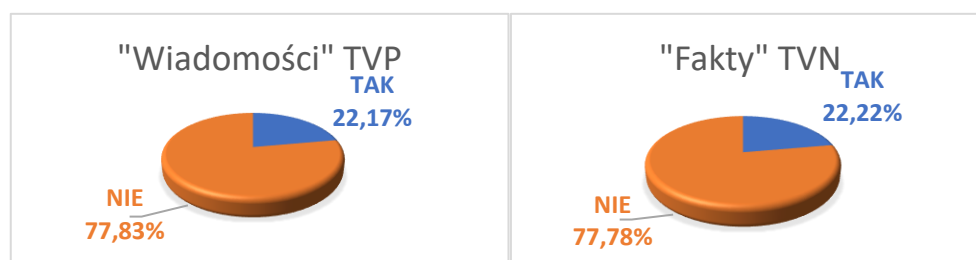 "Wiadomości" TVP
TAK
22,17%
NIE
77,83%
"Fakty" TVN
TAK
22,22%
NIE
77,78%